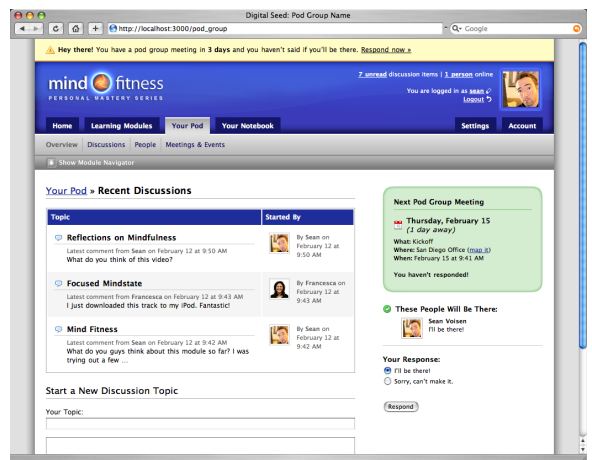 Digital Seed: Pod Group Name
http://localhost:3000/pod_group
Google
Hey there! You have a pod group meeting in 3 days and you haven't said if you'll be there. Respond now »
mind fitness
PERSONAL MASTERY SERIES
7 unread discussion items | 1 person online
You are logged in as sean
Logout
Home
Learning Modules
Your Pod
Your Notebook
Settings
Account
Overview
Discussions
People
Meetings & Events
Show Module Navigator
Your Pod » Recent Discussions
Topic
Started By
Reflections on Mindfulness
Latest comment from Sean on February 12 at 9:50 AM
What do you think of this video?
By Sean on
February 12 at
9:50 AM
Focused Mindstate
Latest comment from Francesca on February 12 at 9:43 AM
I just downloaded this track to my iPod. Fantastic!
By Francesca on
February 12 at
9:43 AM
Mind Fitness
Latest comment from Sean on February 12 at 9:42 AM
What do you guys think about this module so far? I was
trying out a few ...
By Sean on
February 12 at
9:42 AM
Start a New Discussion Topic
Your Topic:
Next Pod Group Meeting
Thursday, February 15
(1 day away)
What: Kickoff
Where: San Diego Office (map it)
When: February 15 at 9:41 AM
You haven't responded!
These People Will Be There:
Sean Voisen
I'll be there!
Your Response:
I'll be there!
Sorry, can't make it.
Respond